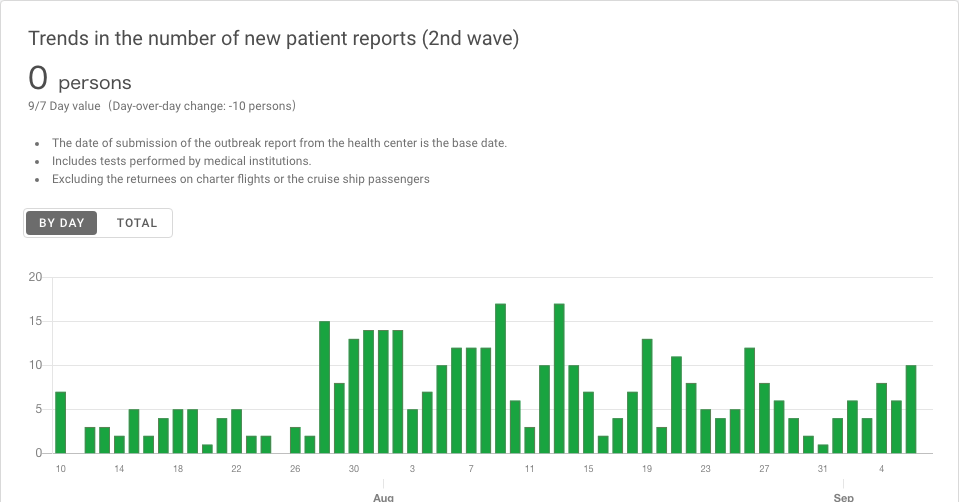 Trends in the number of new patient reports (2nd wave)
0 persons
9/7 Day value（Day-over-day change: -10 persons）
• The date of submission of the outbreak report from the health center is the base date.
• Includes tests performed by medical institutions.
• Excluding the returnees on charter flights or the cruise ship passengers
BY DAY TOTAL
20
15
10
5
0
10 14 18 22 26 30 3 7 11 15 19 23 27 31 4
Aug Sep